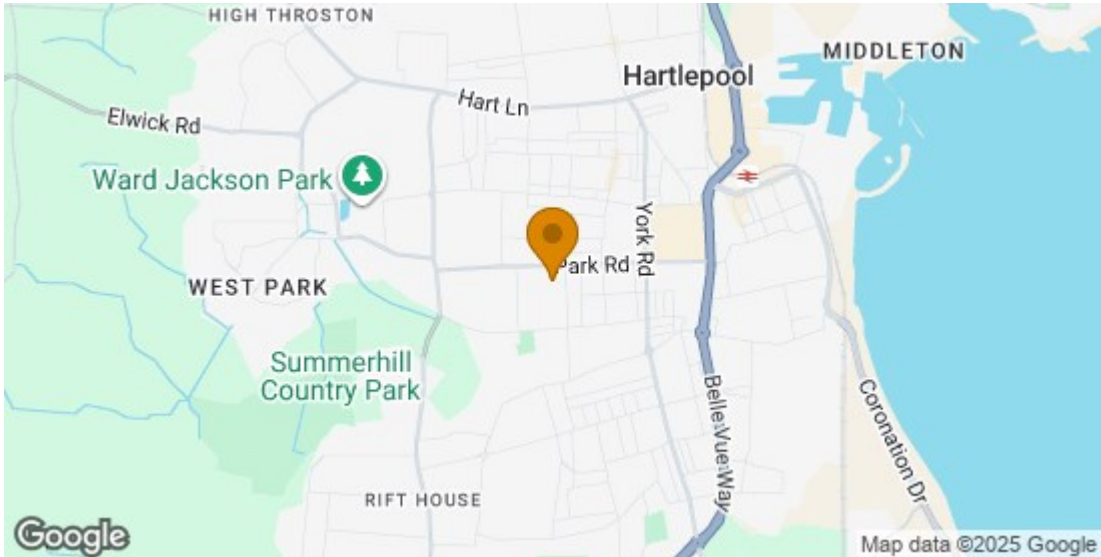 HIGH THROSTON
MIDDLETON
Hartlepool
Hart Ln
Elwick Rd
Ward Jackson Park
York Rd
Park Rd
WEST PARK
Summerhill
Country Park
Belle Vue Way
Coronation Dr
RIFT HOUSE
Google
Map data ©2025 Google